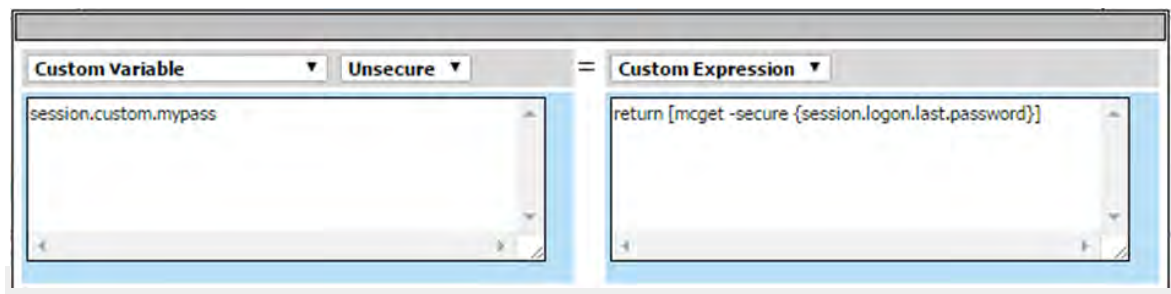 Custom Variable Unsecure = Custom Expression
session.custom.mypass
return [mcget -secure {session.logon.last.password}]